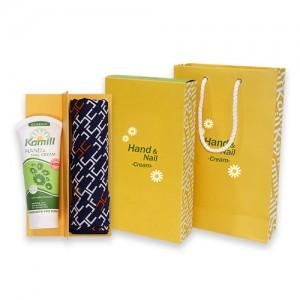 Kamill
HAND &
NAIL CREAM
Hand &
Nail
-Cream-
Hand &
Nail
-Cream-